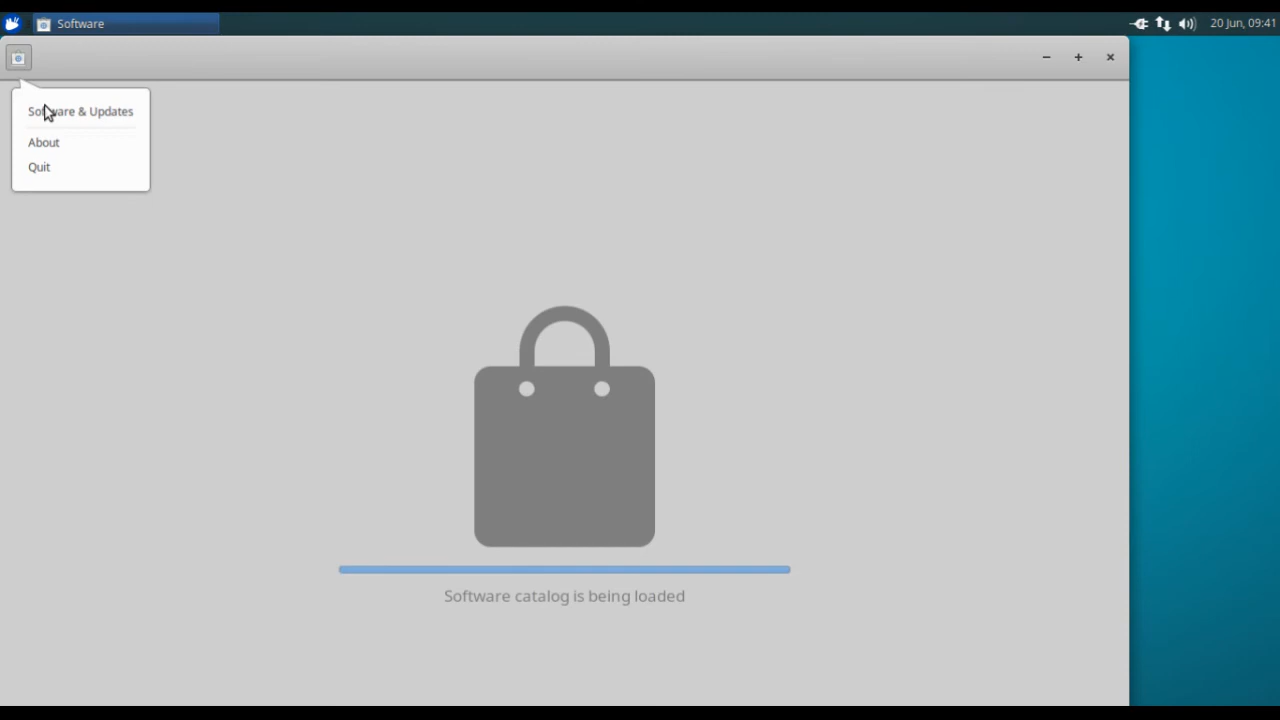 Software
20 Jun, 09:41
Software & Updates
About
Quit
Software catalog is being loaded